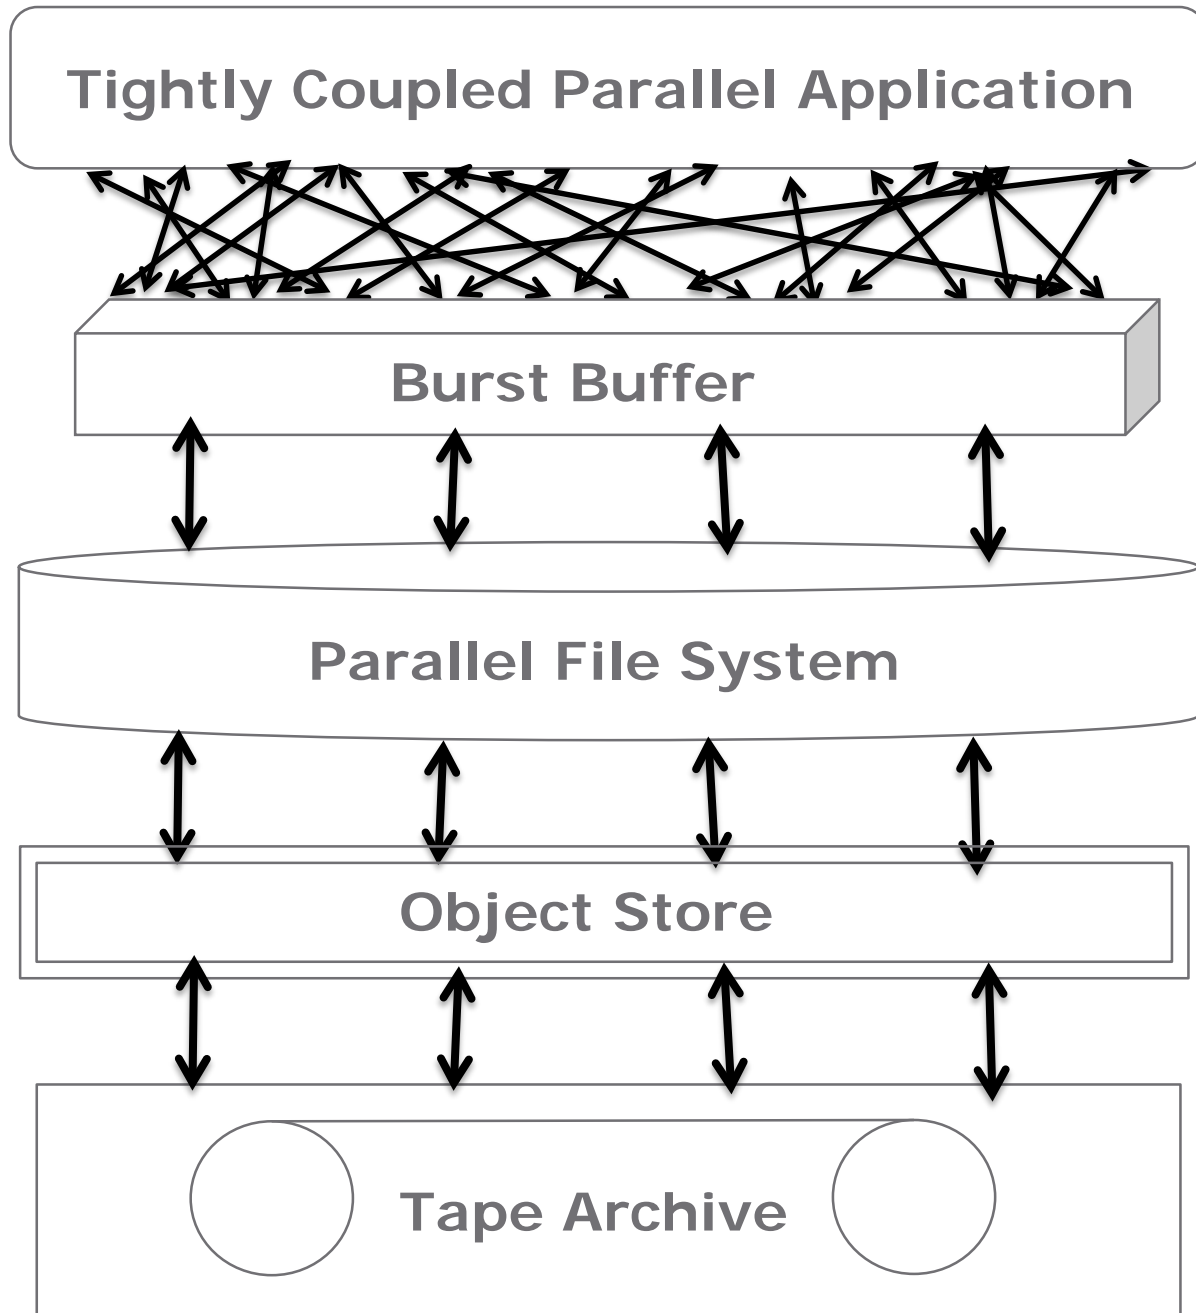 Tightly Coupled Parallel Application
Burst Buffer
Parallel File System
Object Store
Tape Archive